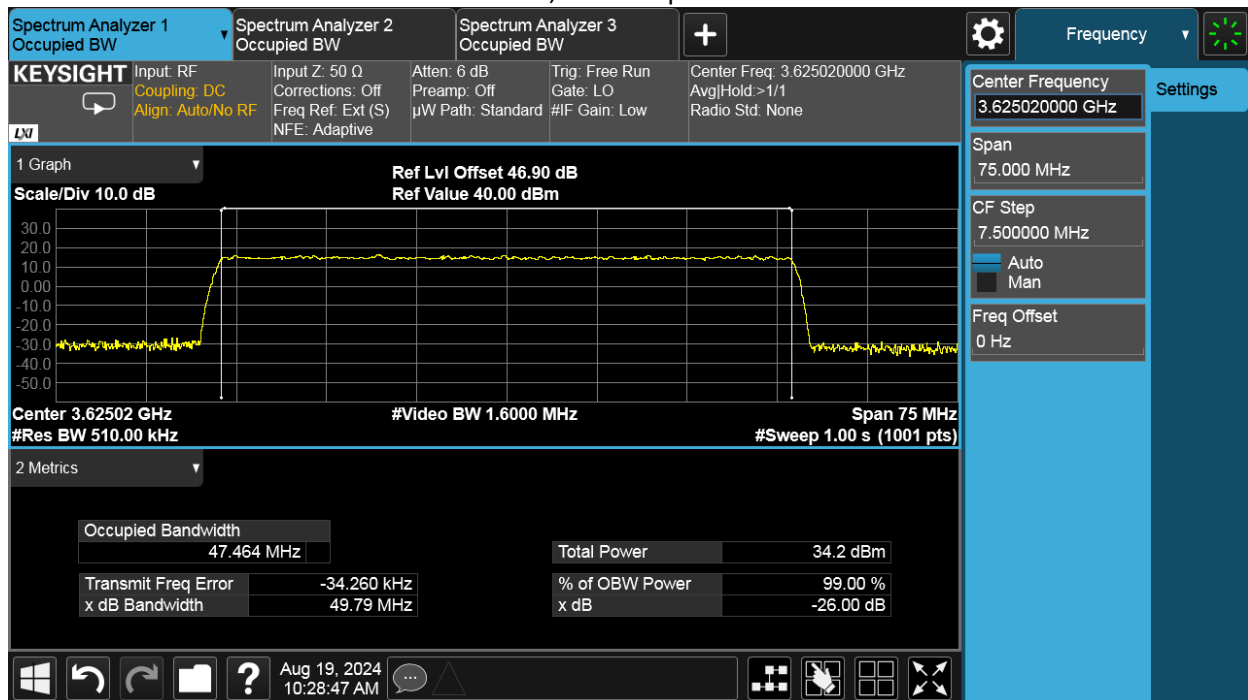 Spectrum Analyzer 1
Occupied BW
Spectrum Analyzer 2
Occupied BW
Spectrum Analyzer 3
Occupied BW
+
Frequency
KEYSIGHT
LXI
Input: RF
Coupling: DC
Align: Auto/No RF
Input Z: 50 Ω
Corrections: Off
Freq Ref: Ext (S)
NFE: Adaptive
Atten: 6 dB
Preamp: Off
µW Path: Standard
Trig: Free Run
Gate: LO
#IF Gain: Low
Center Freq: 3.625020000 GHz
Avg|Hold:>1/1
Radio Std: None
Center Frequency
3.625020000 GHz
Settings
Span
75.000 MHz
CF Step
7.500000 MHz
Auto
Man
Freq Offset
0 Hz
1 Graph
Scale/Div 10.0 dB
Ref Lvl Offset 46.90 dB
Ref Value 40.00 dBm
30.0
20.0
10.0
0.00
-10.0
-20.0
-30.0
-40.0
-50.0
Center 3.62502 GHz
#Video BW 1.6000 MHz
Span 75 MHz
#Res BW 510.00 kHz
#Sweep 1.00 s (1001 pts)
2 Metrics
Occupied Bandwidth
47.464 MHz
Total Power 34.2 dBm
Transmit Freq Error -34.260 kHz
% of OBW Power 99.00 %
x dB Bandwidth 49.79 MHz
x dB -26.00 dB
?
Aug 19, 2024
10:28:47 AM